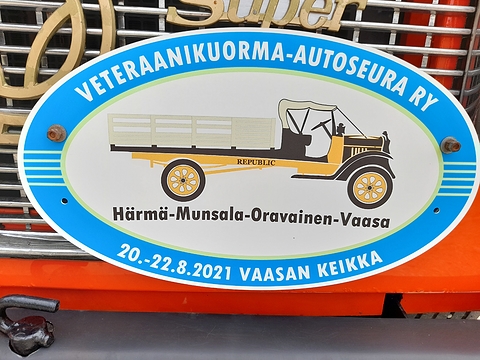 Super
VETERAANIKUORMA-AUTOSEURA RY
REPUBLIC
Härmä-Munsala-Oravainen-Vaasa
20.-22.8.2021 VAASAN KEIKKA